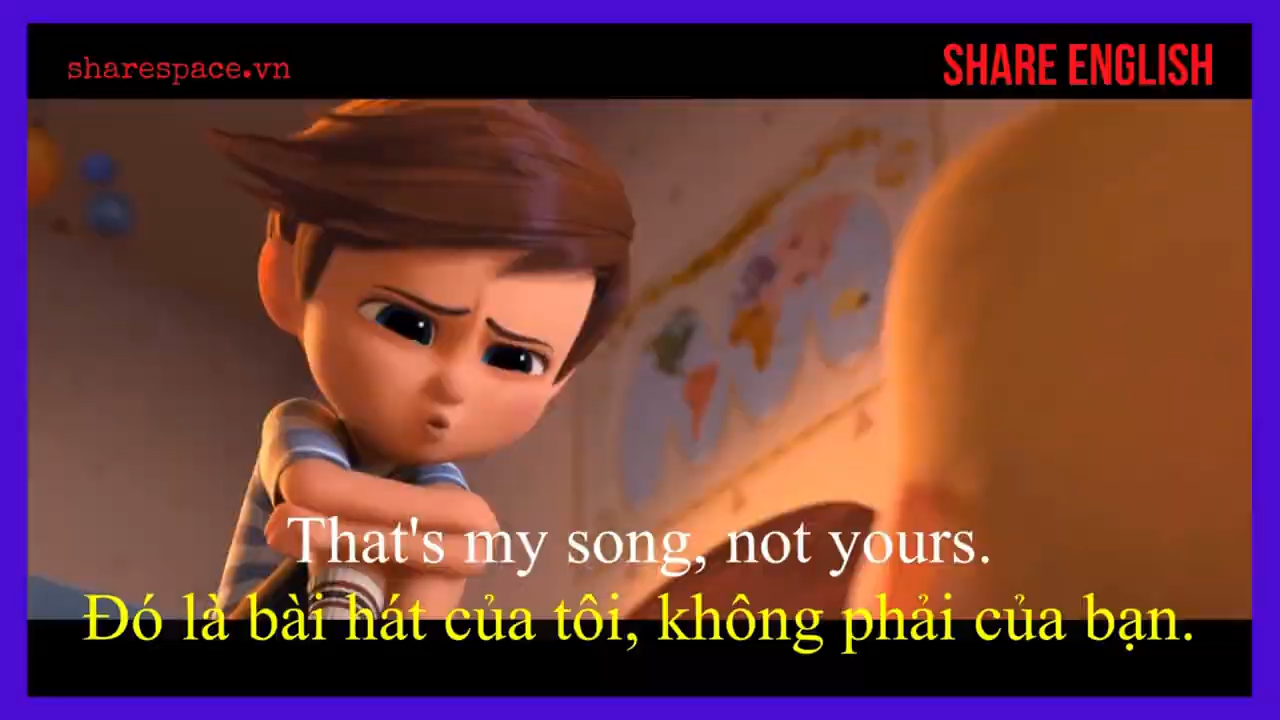 sharespace.vn
SHARE ENGLISH
That's my song, not yours.
Đó là bài hát của tôi, không phải của bạn.